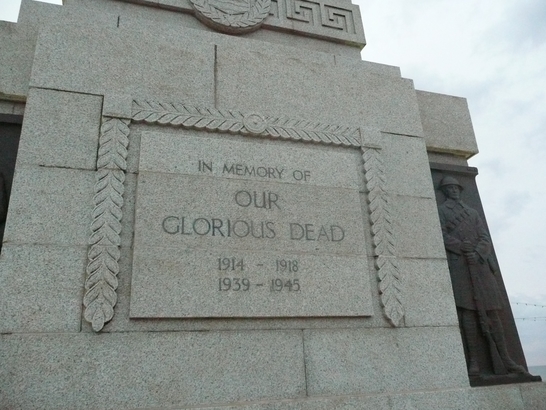 IN MEMORY OF
OUR
GLORIOUS DEAD
1914 - 1918
1939 - 1945